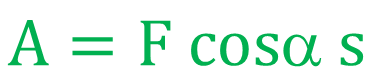 A = F cosα s